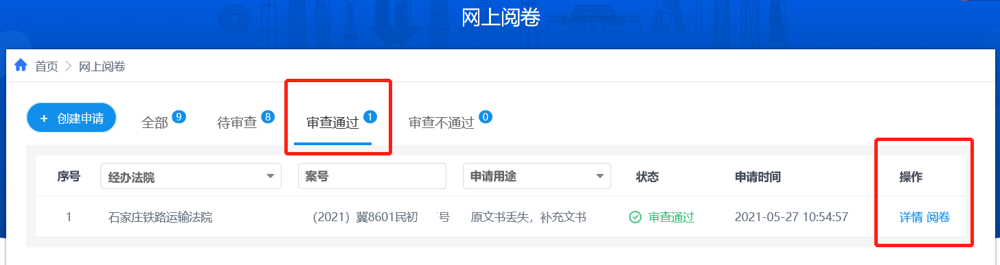 网上阅卷
首页 > 网上阅卷
+ 创建申请 全部 9 待审查 8 审查通过 1 审查不通过 0
序号 经办法院 案号 申请用途 状态 申请时间 操作
1 石家庄铁路运输法院 （2021）冀8601民初 号 原文书丢失，补充文书 审查通过 2021-05-27 10:54:57 详情 阅卷